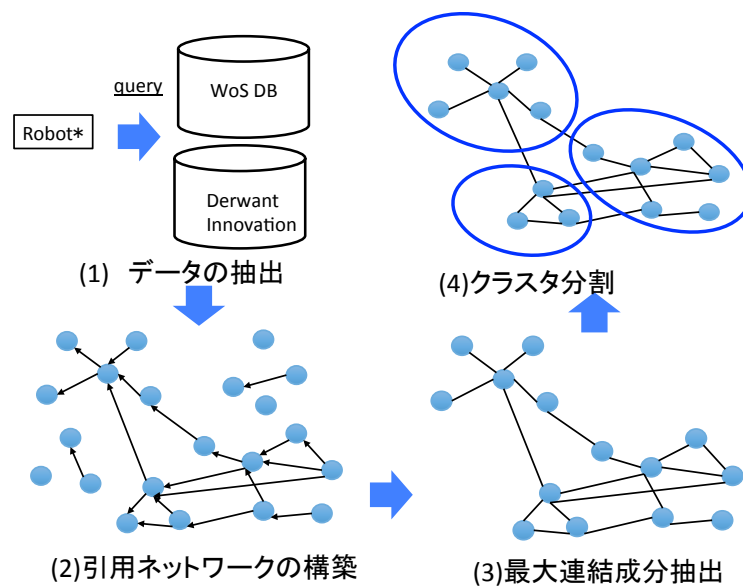 query
WoS DB
Robot*
Derwant
Innovation
(1) データの抽出
(4)クラスタ分割
(2)引用ネットワークの構築
(3)最大連結成分抽出